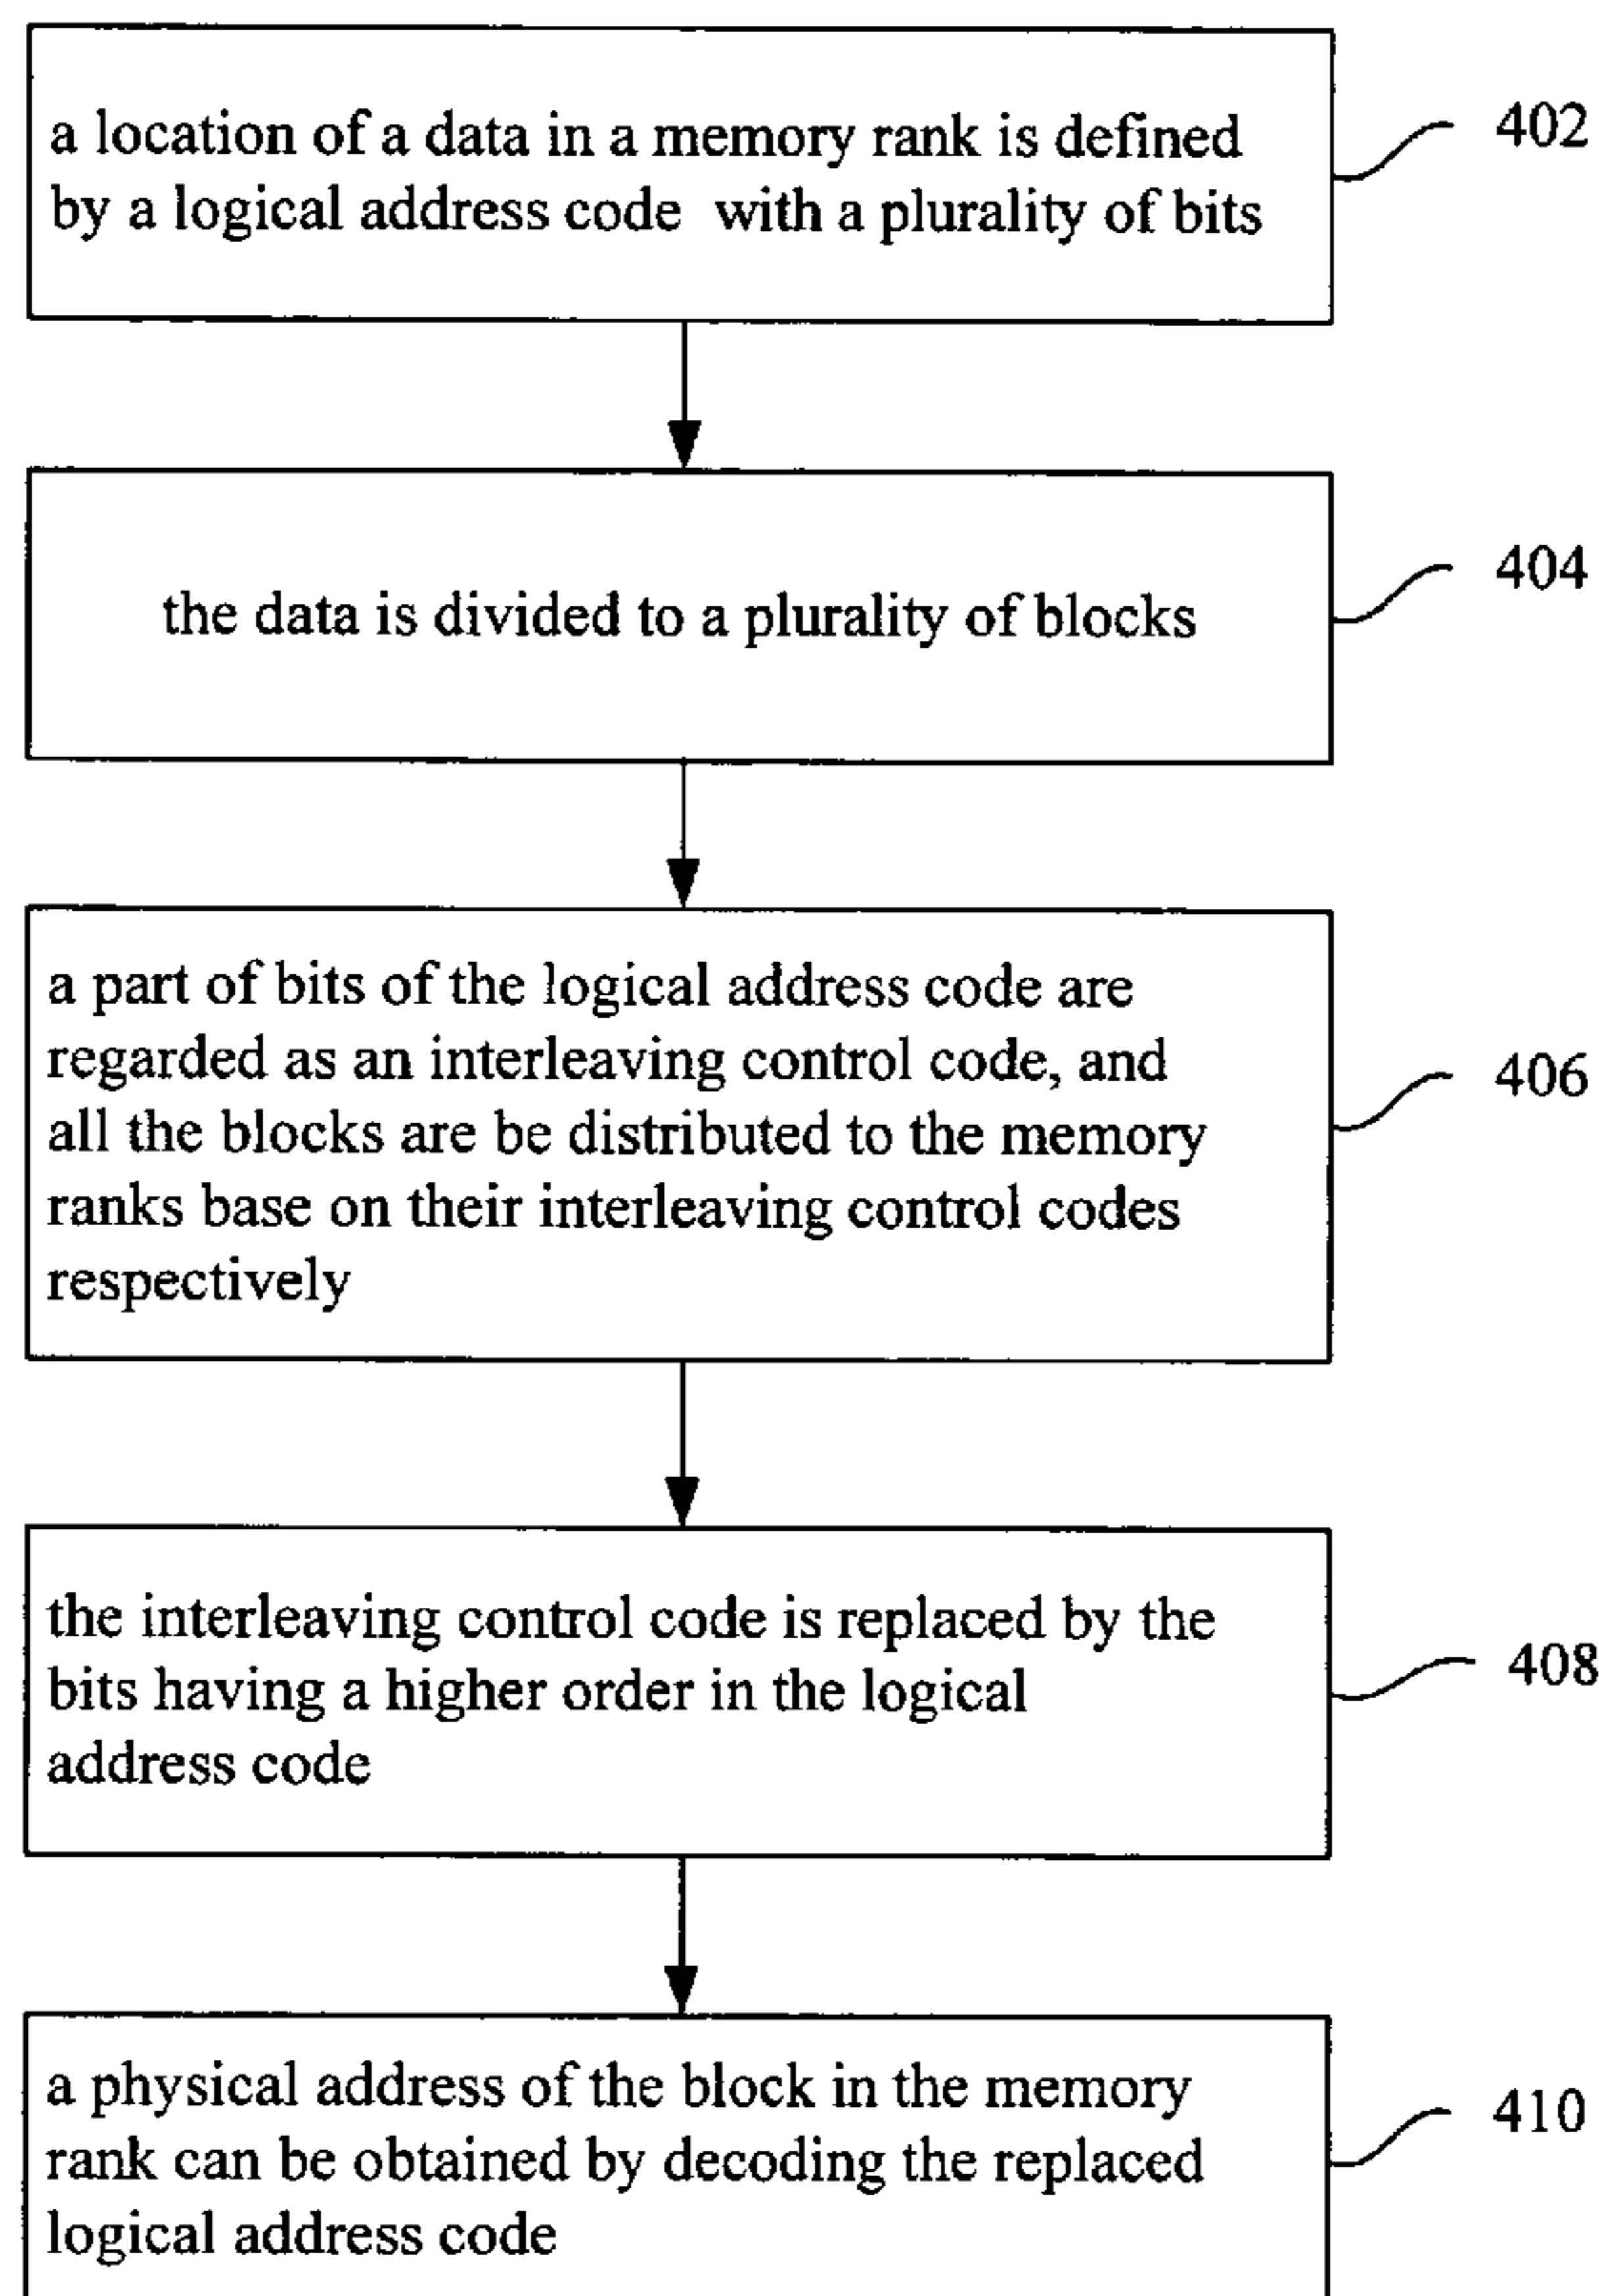 a location of a data in a memory rank is defined
by a logical address code with a plurality of bits
402
the data is divided to a plurality of blocks
404
a part of bits of the logical address code are
regarded as an interleaving control code, and
all the blocks are be distributed to the memory
ranks base on their interleaving control codes
respectively
406
the interleaving control code is replaced by the
bits having a higher order in the logical
address code
408
a physical address of the block in the memory
rank can be obtained by decoding the replaced
logical address code
410